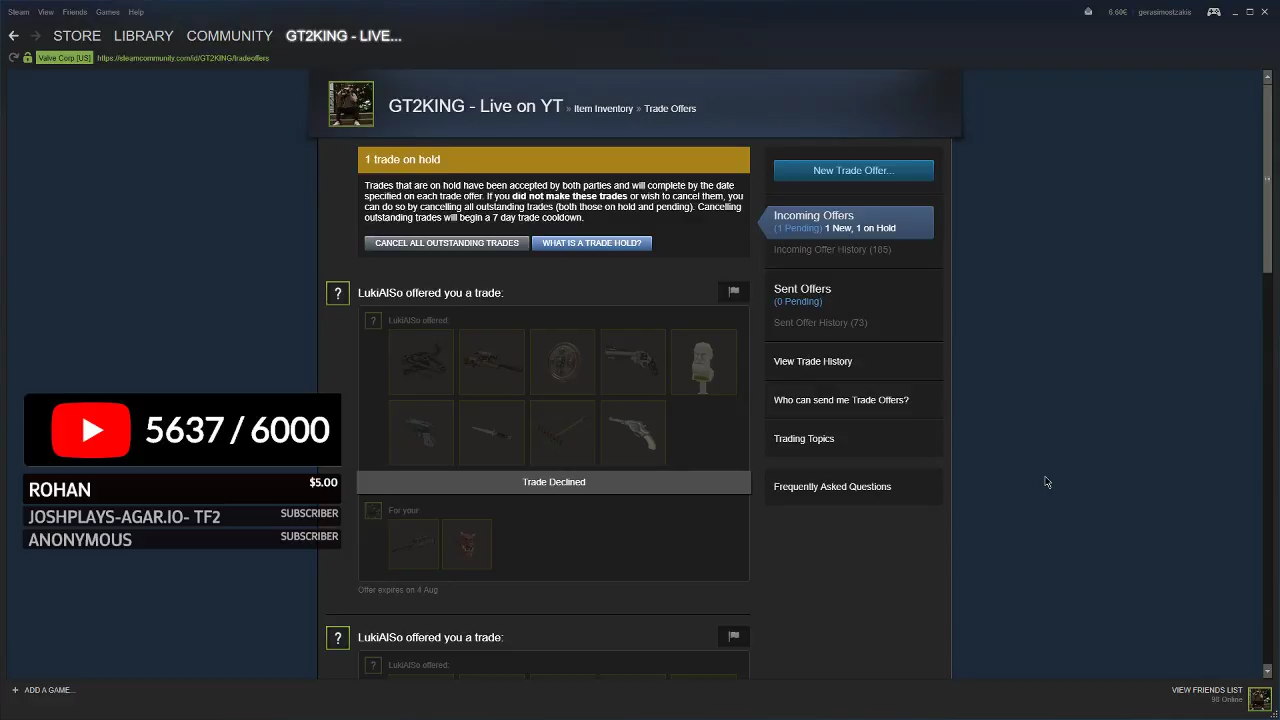 Steam View Friends Games Help
6.60€ gerasimostzakis
STORE LIBRARY COMMUNITY GT2KING - LIVE...
Valve Corp [US] https://steamcommunity.com/id/GT2KING/tradeoffers
GT2KING - Live on YT » Item Inventory » Trade Offers
1 trade on hold
Trades that are on hold have been accepted by both parties and will complete by the date
specified on each trade offer. If you did not make these trades or wish to cancel them, you
can do so by cancelling all outstanding trades (both those on hold and pending). Cancelling
outstanding trades will begin a 7 day trade cooldown.
CANCEL ALL OUTSTANDING TRADES WHAT IS A TRADE HOLD?
New Trade Offer...
Incoming Offers
(1 Pending) 1 New, 1 on Hold
Incoming Offer History (185)
Sent Offers
(0 Pending)
Sent Offer History (73)
View Trade History
Who can send me Trade Offers?
Trading Topics
Frequently Asked Questions
? LukiAlSo offered you a trade:
? LukiAlSo offered:
Trade Declined
For your
Offer expires on 4 Aug
? LukiAlSo offered you a trade:
? LukiAlSo offered:
5637 / 6000
ROHAN $5.00
JOSHPLAYS-AGAR.IO- TF2 SUBSCRIBER
ANONYMOUS SUBSCRIBER
+ ADD A GAME...
VIEW FRIENDS LIST
98 Online